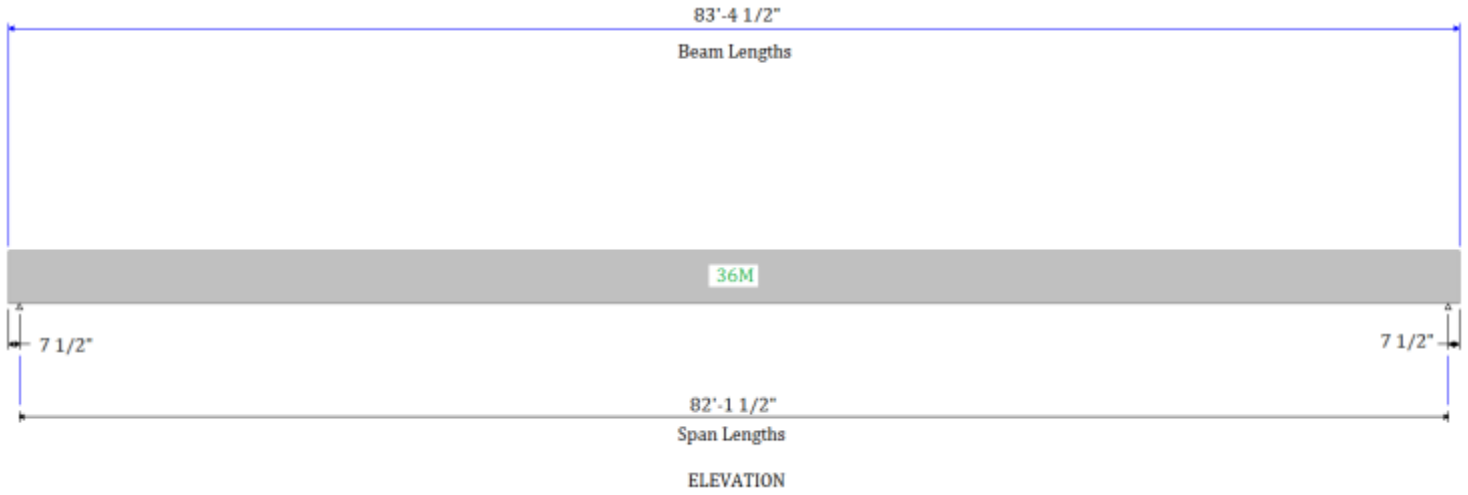 83'-4 1/2"
Beam Lengths
36M
7 1/2"
7 1/2"
82'-1 1/2"
Span Lengths
ELEVATION